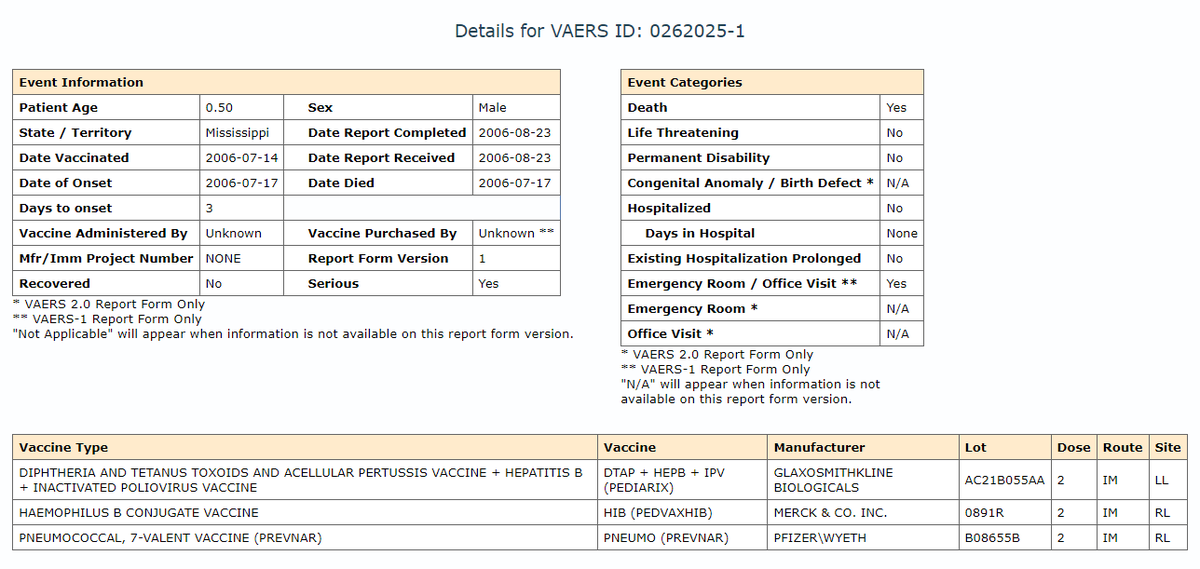 Details for VAERS ID: 0262025-1
Event Information
Patient Age 0.50 Sex Male
State / Territory Mississippi Date Report Completed 2006-08-23
Date Vaccinated 2006-07-14 Date Report Received 2006-08-23
Date of Onset 2006-07-17 Date Died 2006-07-17
Days to onset 3
Vaccine Administered By Unknown Vaccine Purchased By Unknown **
Mfr/Imm Project Number NONE Report Form Version 1
Recovered No Serious Yes
* VAERS 2.0 Report Form Only
** VAERS-1 Report Form Only
"Not Applicable" will appear when information is not available on this report form version.
Event Categories
Death Yes
Life Threatening No
Permanent Disability No
Congenital Anomaly / Birth Defect * N/A
Hospitalized No
Days in Hospital None
Existing Hospitalization Prolonged No
Emergency Room / Office Visit ** Yes
Emergency Room * N/A
Office Visit * N/A
* VAERS 2.0 Report Form Only
** VAERS-1 Report Form Only
"N/A" will appear when information is not
available on this report form version.
Vaccine Type Vaccine Manufacturer Lot Dose Route Site
DIPHTHERIA AND TETANUS TOXOIDS AND ACELLULAR PERTUSSIS VACCINE + HEPATITIS B DTAP + HEPB + IPV GLAXOSMITHKLINE AC21B055AA 2 IM LL
+ INACTIVATED POLIOVIRUS VACCINE (PEDIARIX) BIOLOGICALS
HAEMOPHILUS B CONJUGATE VACCINE HIB (PEDVAXHIB) MERCK & CO. INC. 0891R 2 IM RL
PNEUMOCOCCAL, 7-VALENT VACCINE (PREVNAR) PNEUMO (PREVNAR) PFIZER\WYETH B08655B 2 IM RL